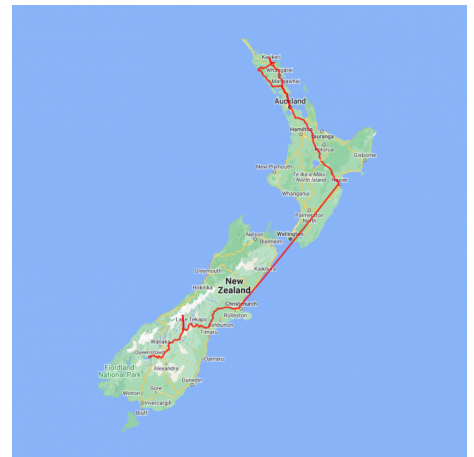 Kerikeri
Whangārei
Mangawhai
Auckland
Hamilton
Tauranga
Rotorua
Gisborne
New Plymouth
Te Ika-a-Māui
North Island
Napier
Whanganui
Palmerston
North
Nelson
Wellington
Blenheim
Greymouth
Kaikōura
Hokitika
New
Zealand
Christchurch
Rolleston
Lake Tekapo
Ashburton
Timaru
Wanaka
Queenstown
Oamaru
Fiordland
National Park
Alexandra
Dunedin
Gore
Winton
Invercargill
Bluff